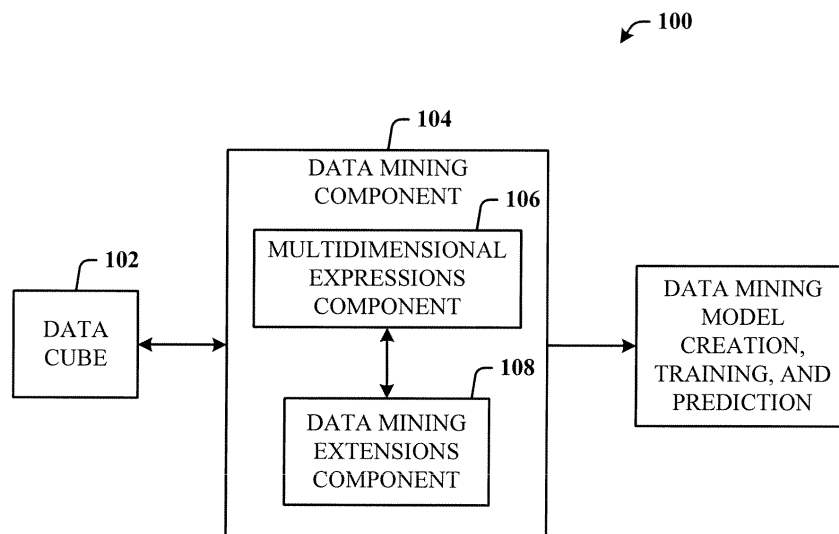 100
104
DATA MINING
COMPONENT
106
MULTIDIMENSIONAL
EXPRESSIONS
COMPONENT
102
DATA
CUBE
108
DATA MINING
EXTENSIONS
COMPONENT
DATA MINING
MODEL
CREATION,
TRAINING, AND
PREDICTION